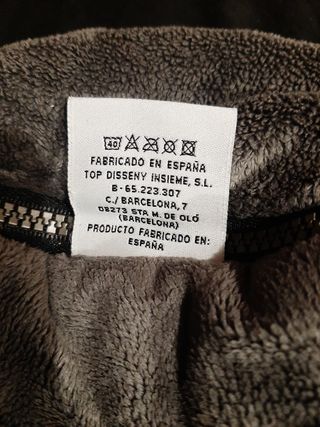 40
FABRICADO EN ESPAÑA
TOP DISSENY INSIEME, S.L.
B-65.223.307
C./ BARCELONA, 7
08273 STA M. DE OLÓ
(BARCELONA)
PRODUCTO FABRICADO EN:
ESPAÑA